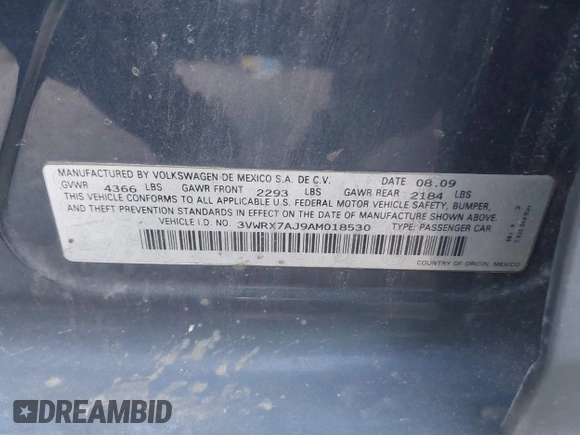 MANUFACTURED BY VOLKSWAGEN DE MEXICO S.A. DE C.V. DATE 08.09
GVWR 4366 LBS GAWR FRONT 2293 LBS GAWR REAR 2184 LBS
THIS VEHICLE CONFORMS TO ALL APPLICABLE U.S. FEDERAL MOTOR VEHICLE SAFETY, BUMPER,
AND THEFT PREVENTION STANDARDS IN EFFECT ON THE DATE OF MANUFACTURE SHOWN ABOVE.
VEHICLE I.D. NO. 3VWRX7AJ9AM018530 TYPE: PASSENGER CAR
COUNTRY OF ORIGIN: MEXICO
DREAMBID